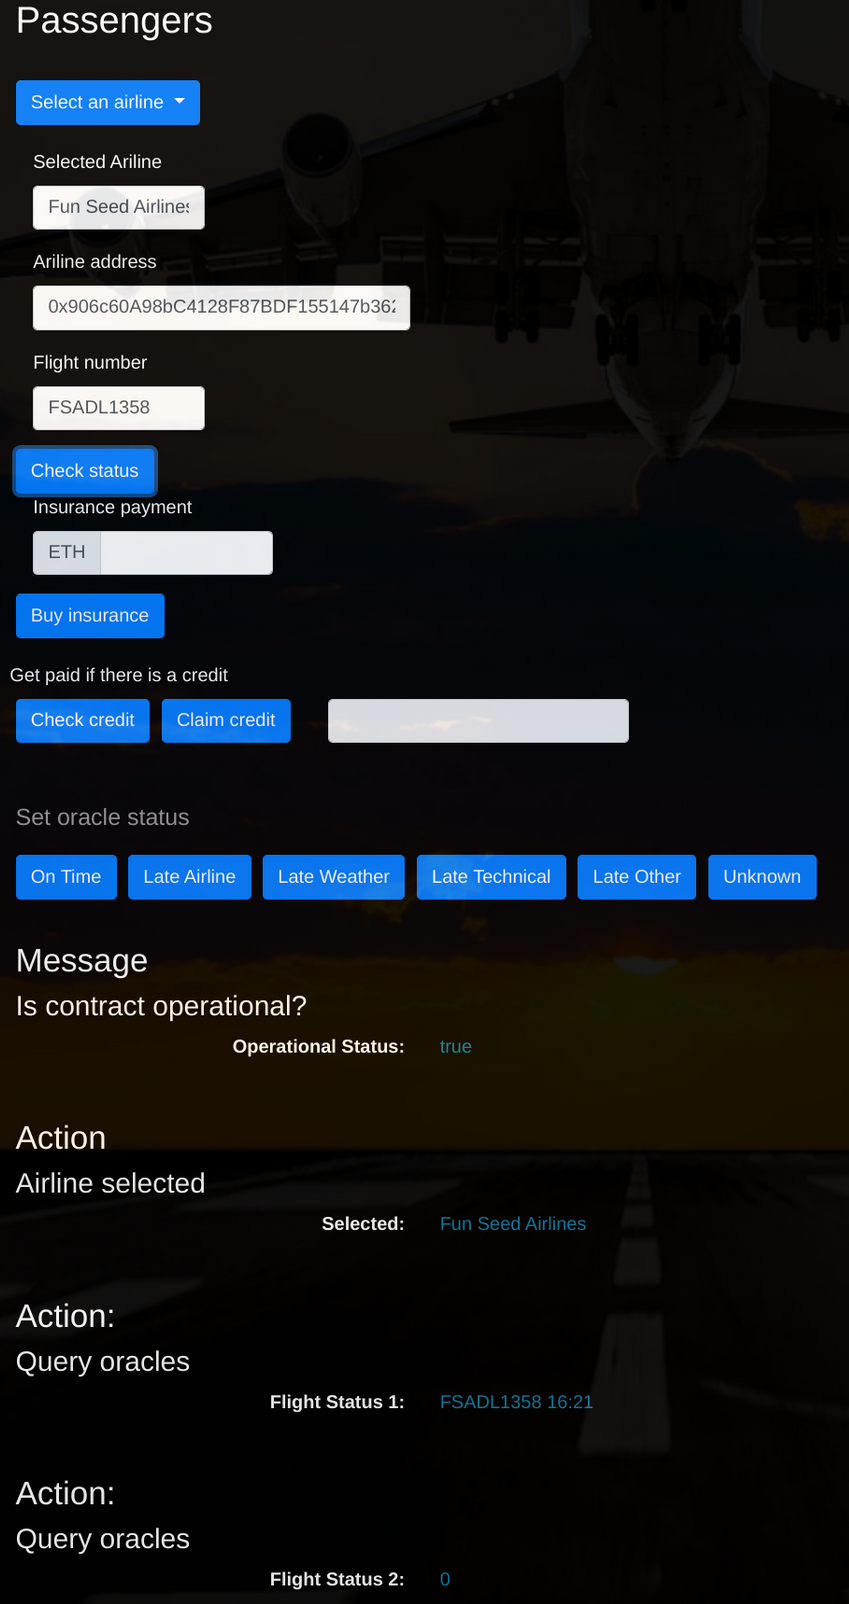 Passengers
Select an airline
Selected Ariline
Fun Seed Airlines
Ariline address
0x906c60A98bC4128F87BDF155147b362
Flight number
FSADL1358
Check status
Insurance payment
ETH
Buy insurance
Get paid if there is a credit
Check credit Claim credit
Set oracle status
On Time Late Airline Late Weather Late Technical Late Other Unknown
Message
Is contract operational?
Operational Status: true
Action
Airline selected
Selected: Fun Seed Airlines
Action:
Query oracles
Flight Status 1: FSADL1358 16:21
Action:
Query oracles
Flight Status 2: 0